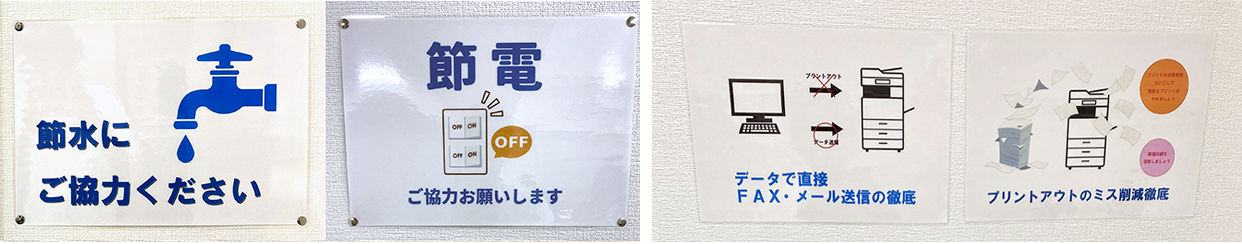 節水に
ご協力ください
節電
OFF ON
OFF ON
OFF
ご協力お願いします
プリントアウト
データ送信
データで直接
FAX・メール送信の徹底
プリントアウトのミス削減徹底